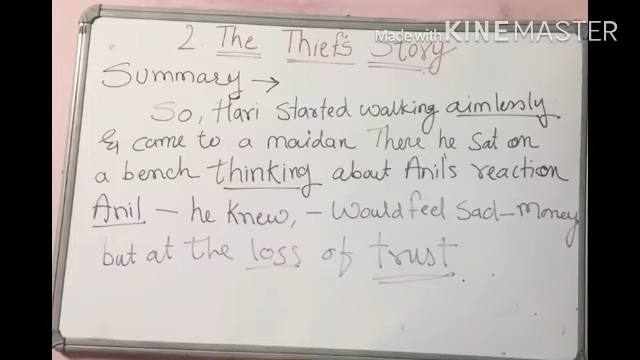 Made with KINEMASTER
2. The Thief's Story
Summary →
So, Hari started walking aimlessly
& came to a maidan There he sat on
a bench thinking about Anil's reaction
Anil - he knew, - would feel sad - money
but at the loss of trust.